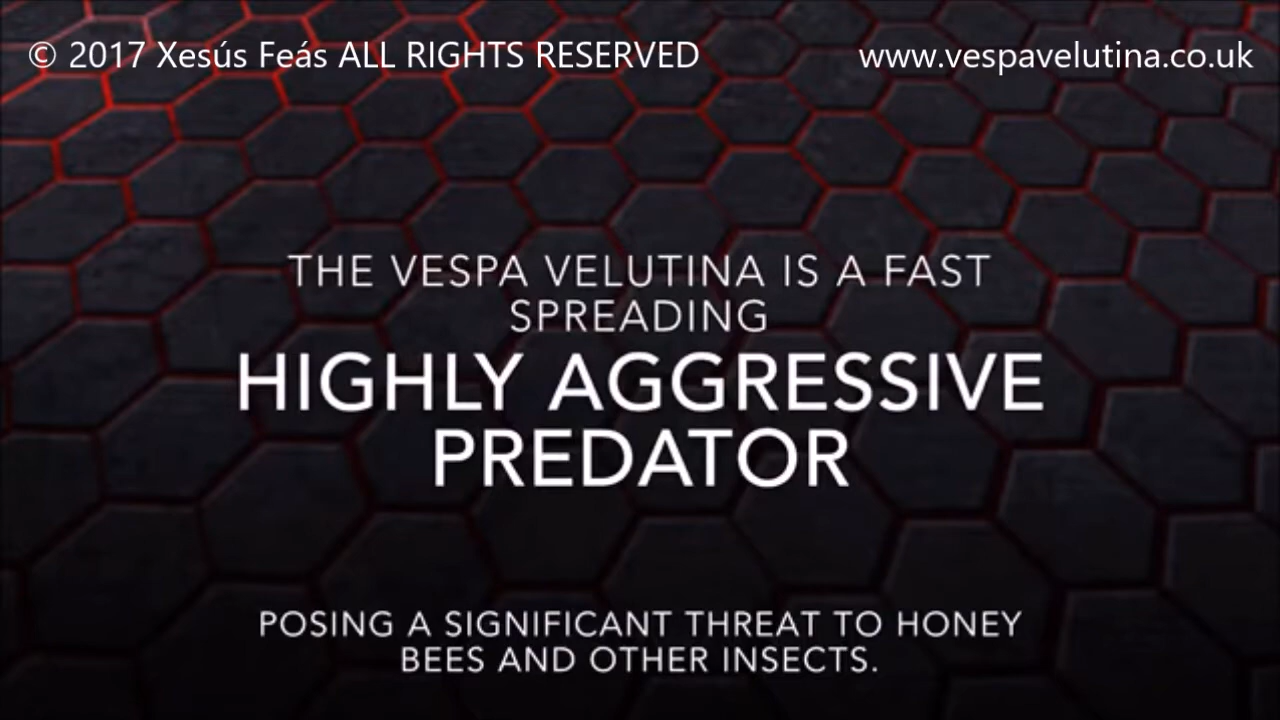 © 2017 Xesús Feás ALL RIGHTS RESERVED
www.vespavelutina.co.uk
THE VESPA VELUTINA IS A FAST
SPREADING
HIGHLY AGGRESSIVE
PREDATOR
POSING A SIGNIFICANT THREAT TO HONEY
BEES AND OTHER INSECTS.